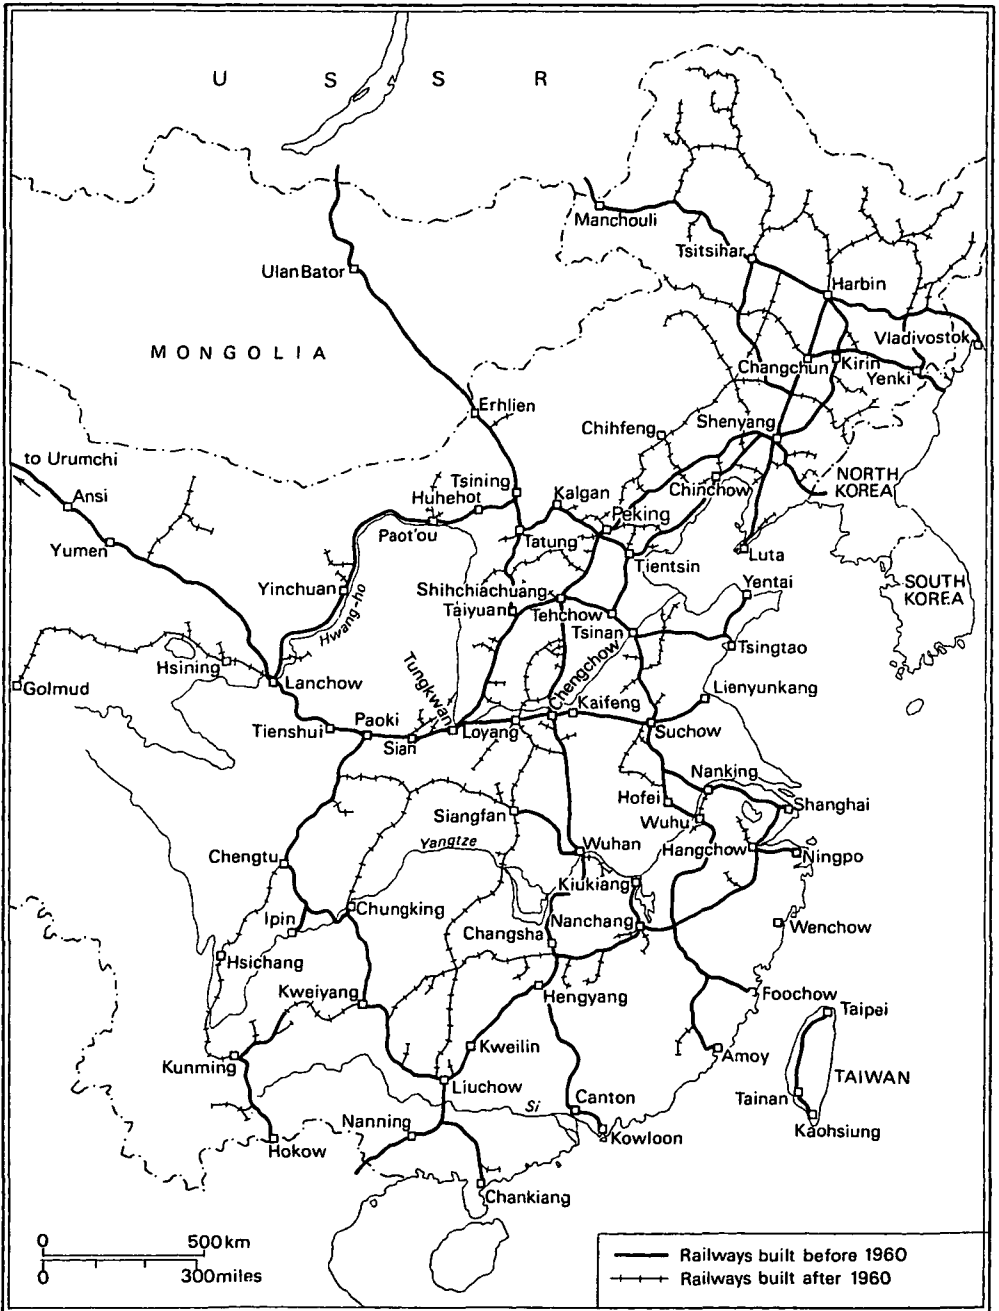 U S S R
Manchouli
Tsitsihar
Harbin
Ulan Bator
Vladivostok
MONGOLIA
Changchun
Kirin
Yenki
Erhlien
Chihfeng
Shenyang
to Urumchi
Ansi
Tsining
Huhehot
Kalgan
Chinchow
NORTH
KOREA
Peking
Paot'ou
Yumen
Tatung
Tientsin
Luta
Yinchuan
Hwang-ho
Shihchiachuang
Yentai
SOUTH
KOREA
Taiyuan
Tehchow
Tsinan
Tsingtao
Hsining
Golmud
Lanchow
Tungkwan
Chengchow
Lienyunkang
Kaifeng
Tienshui
Paoki
Sian
Loyang
Suchow
Nanking
Hofei
Shanghai
Siangfan
Wuhu
Yangtze
Wuhan
Hangchow
Ningpo
Chengtu
Kiukiang
Chungking
Ipin
Nanchang
Wenchow
Changsha
Hsichang
Kweiyang
Hengyang
Foochow
Taipei
Kweilin
Amoy
Kunming
TAIWAN
Liuchow
Tainan
Si
Canton
Nanning
Kaohsiung
Kowloon
Hokow
Chankiang
0 500km
0 300miles
Railways built before 1960
Railways built after 1960